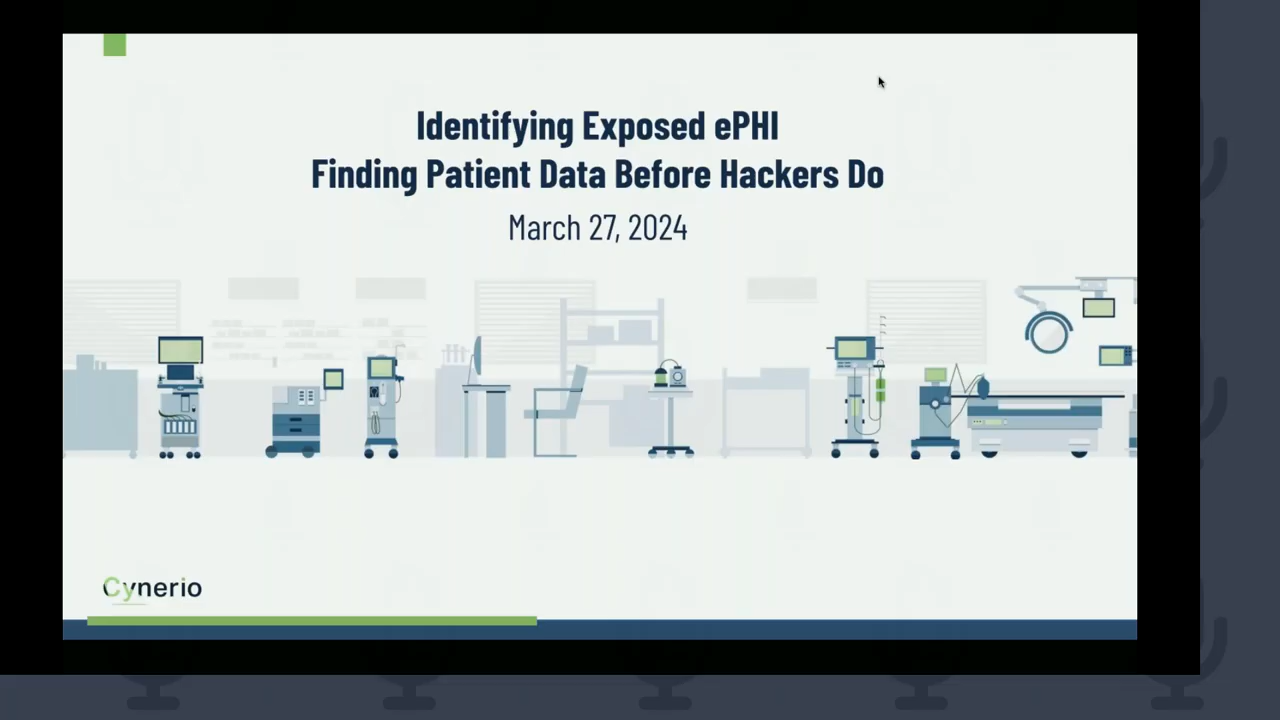 Identifying Exposed ePHI
Finding Patient Data Before Hackers Do
March 27, 2024
Cynerio